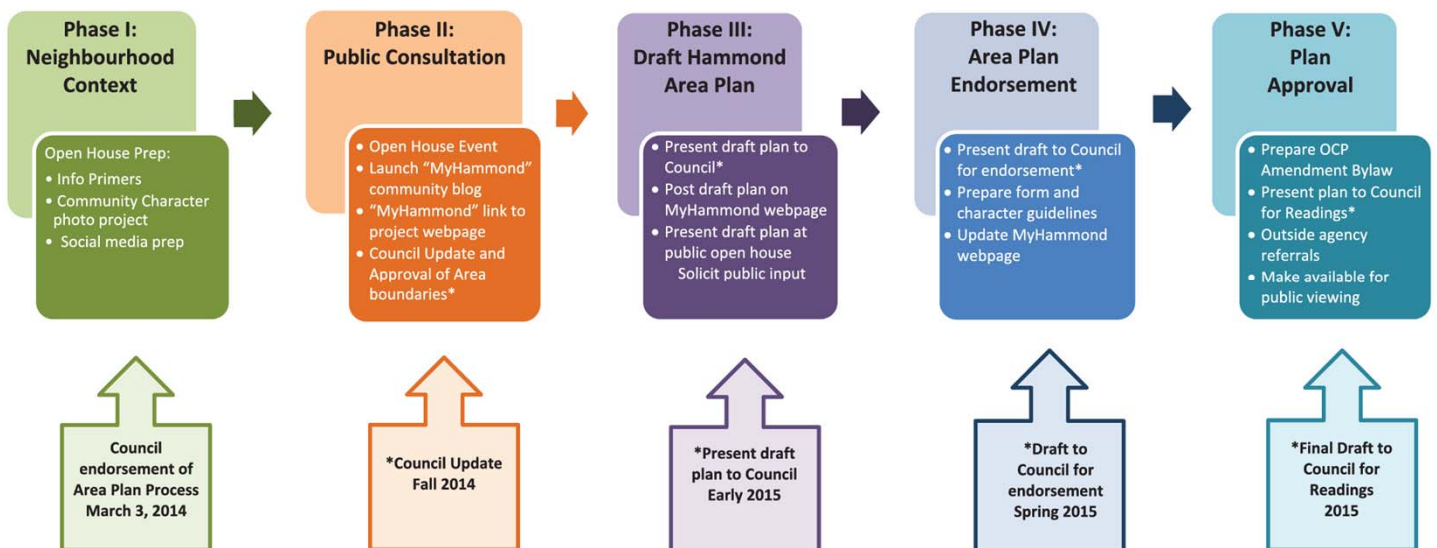 Phase I:
Neighbourhood
Context
Open House Prep:
• Info Primers
• Community Character
photo project
• Social media prep
Council
endorsement of
Area Plan Process
March 3, 2014
Phase II:
Public Consultation
• Open House Event
• Launch “MyHammond”
community blog
• “MyHammond” link to
project webpage
• Council Update and
Approval of Area
boundaries*
*Council Update
Fall 2014
Phase III:
Draft Hammond
Area Plan
• Present draft plan to
Council*
• Post draft plan on
MyHammond webpage
• Present draft plan at
public open house
Solicit public input
*Present draft
plan to Council
Early 2015
Phase IV:
Area Plan
Endorsement
• Present draft to Council
for endorsement*
• Prepare form and
character guidelines
• Update MyHammond
webpage
*Draft to
Council for
endorsement
Spring 2015
Phase V:
Plan
Approval
• Prepare OCP
Amendment Bylaw
• Present plan to Council
for Readings*
• Outside agency
referrals
• Make available for
public viewing
*Final Draft to
Council for
Readings
2015